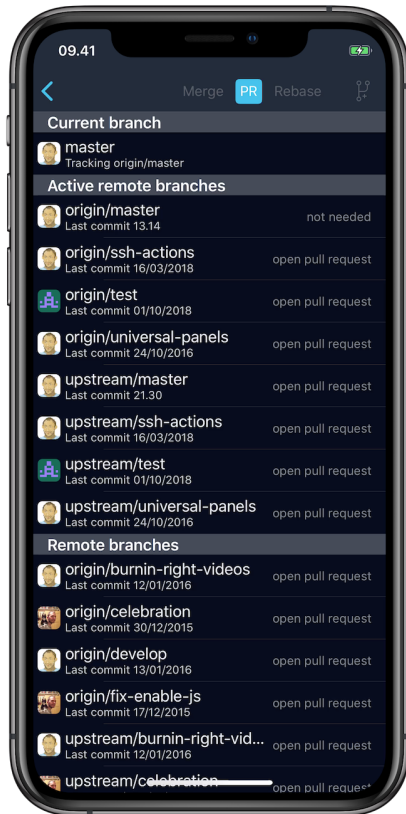 09.41
Merge PR Rebase
Current branch
master
Tracking origin/master
Active remote branches
origin/master
Last commit 13.14
not needed
origin/ssh-actions
Last commit 16/03/2018
open pull request
origin/test
Last commit 01/10/2018
open pull request
origin/universal-panels
Last commit 24/10/2016
open pull request
upstream/master
Last commit 21.30
open pull request
upstream/ssh-actions
Last commit 16/03/2018
open pull request
upstream/test
Last commit 01/10/2018
open pull request
upstream/universal-panels
Last commit 24/10/2016
open pull request
Remote branches
origin/burnin-right-videos
Last commit 12/01/2016
open pull request
origin/celebration
Last commit 30/12/2015
open pull request
origin/develop
Last commit 13/01/2016
open pull request
origin/fix-enable-js
Last commit 17/12/2015
open pull request
upstream/burnin-right-vid...
Last commit 12/01/2016
open pull request
upstream/celebration
open pull request